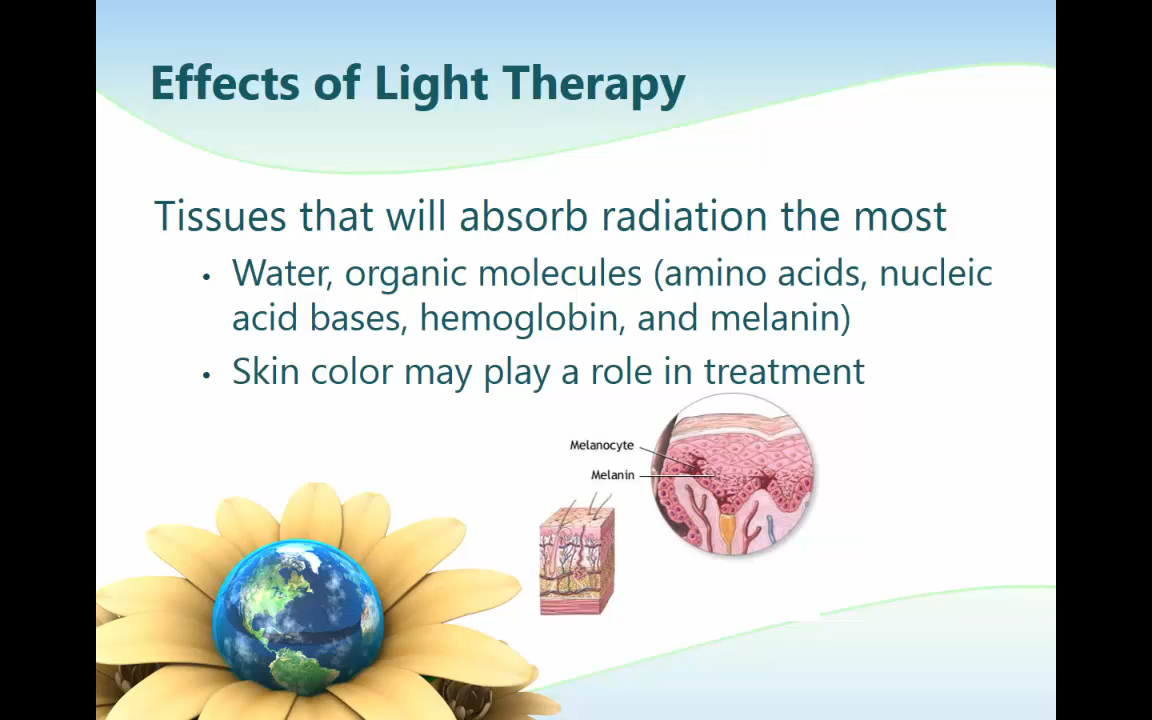 Effects of Light Therapy
Tissues that will absorb radiation the most
• Water, organic molecules (amino acids, nucleic
acid bases, hemoglobin, and melanin)
• Skin color may play a role in treatment
Melanocyte
Melanin